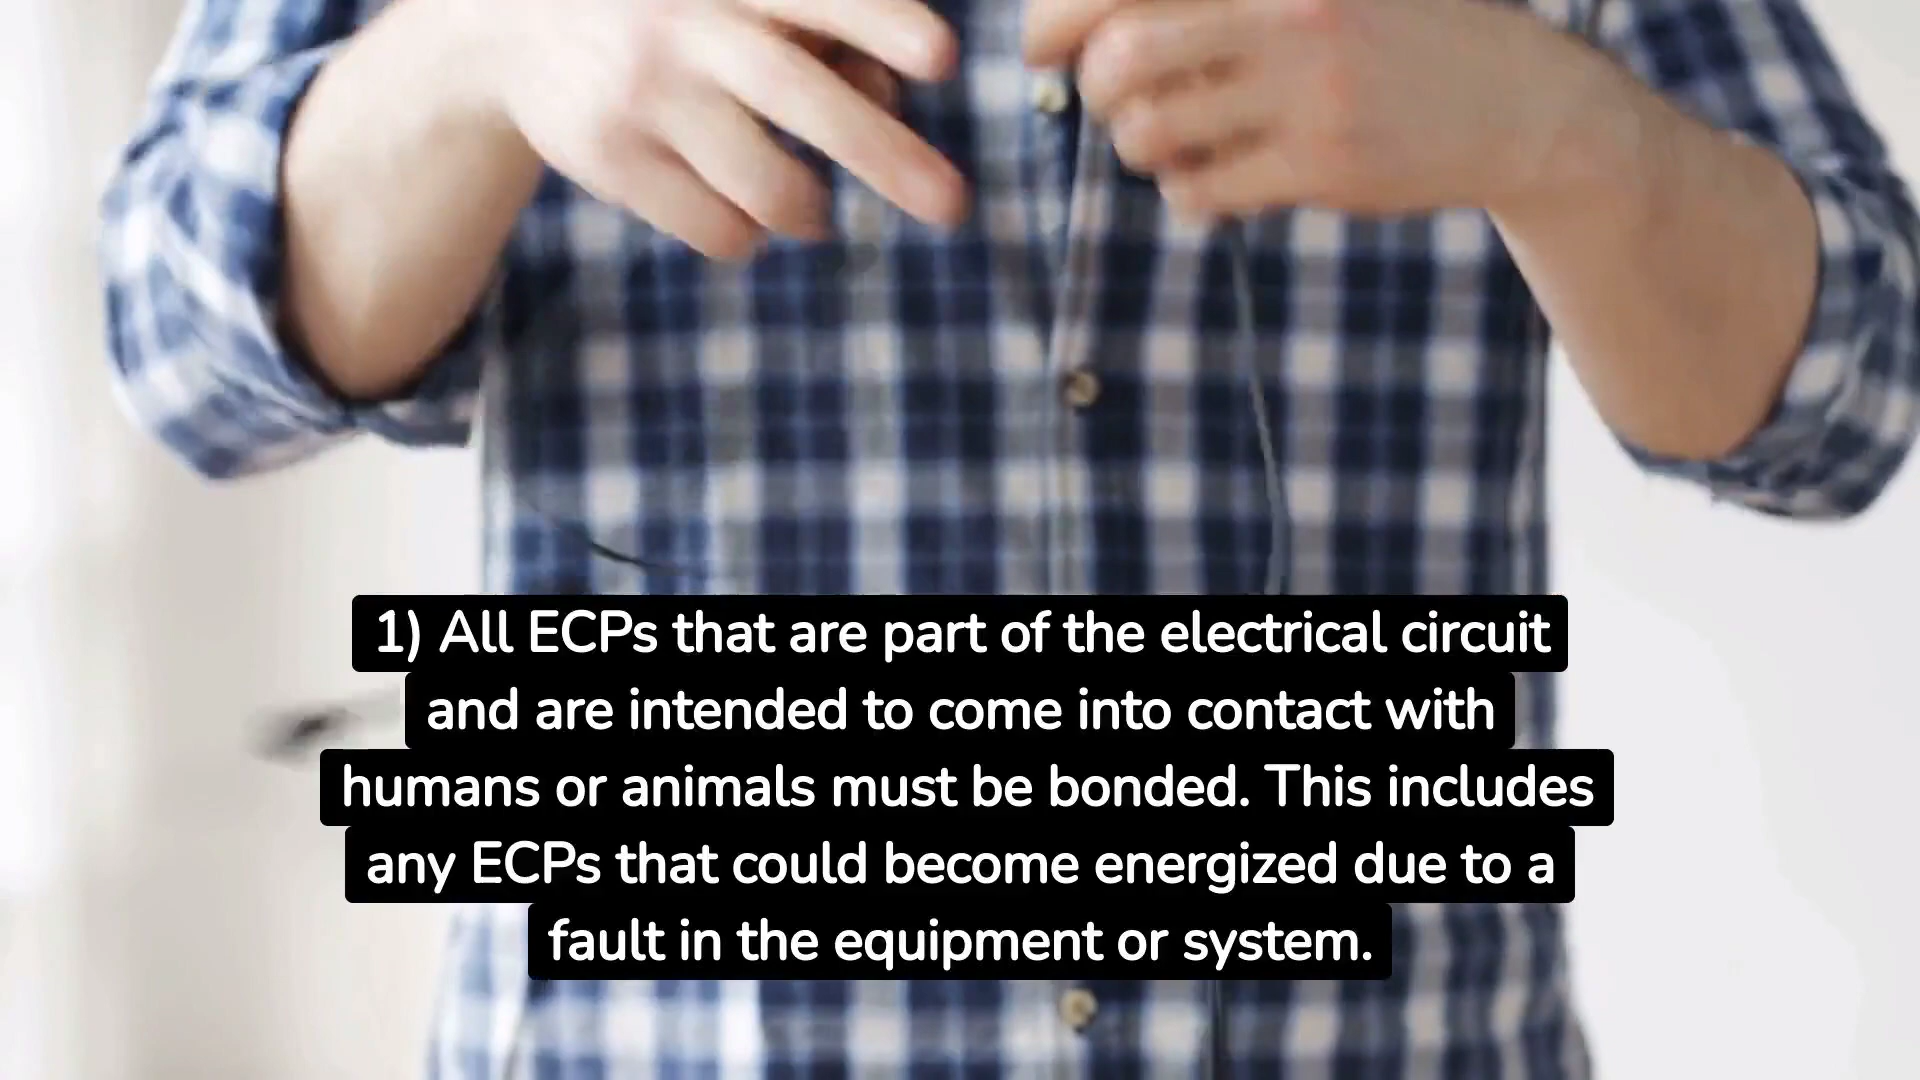 1) All ECPs that are part of the electrical circuit
and are intended to come into contact with
humans or animals must be bonded. This includes
any ECPs that could become energized due to a
fault in the equipment or system.